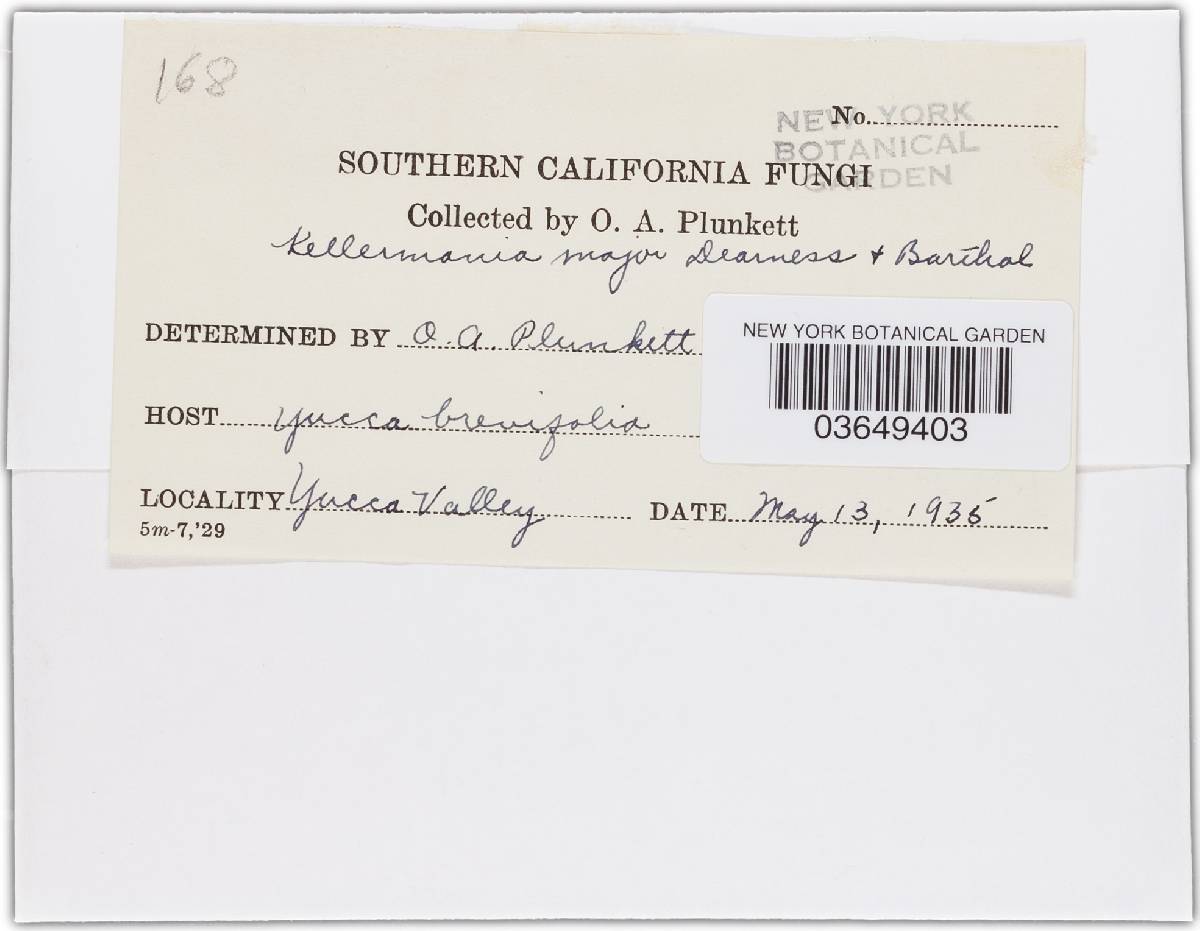 168
No.
NEW YORK
BOTANICAL
GARDEN
SOUTHERN CALIFORNIA FUNGI
Collected by O. A. Plunkett
Kellermania major Dearness & Barthol
DETERMINED BY O. A. Plunkett
NEW YORK BOTANICAL GARDEN
03649403
HOST Yucca brevifolia
LOCALITY Yucca Valley DATE May 13, 1935
5m-7,'29